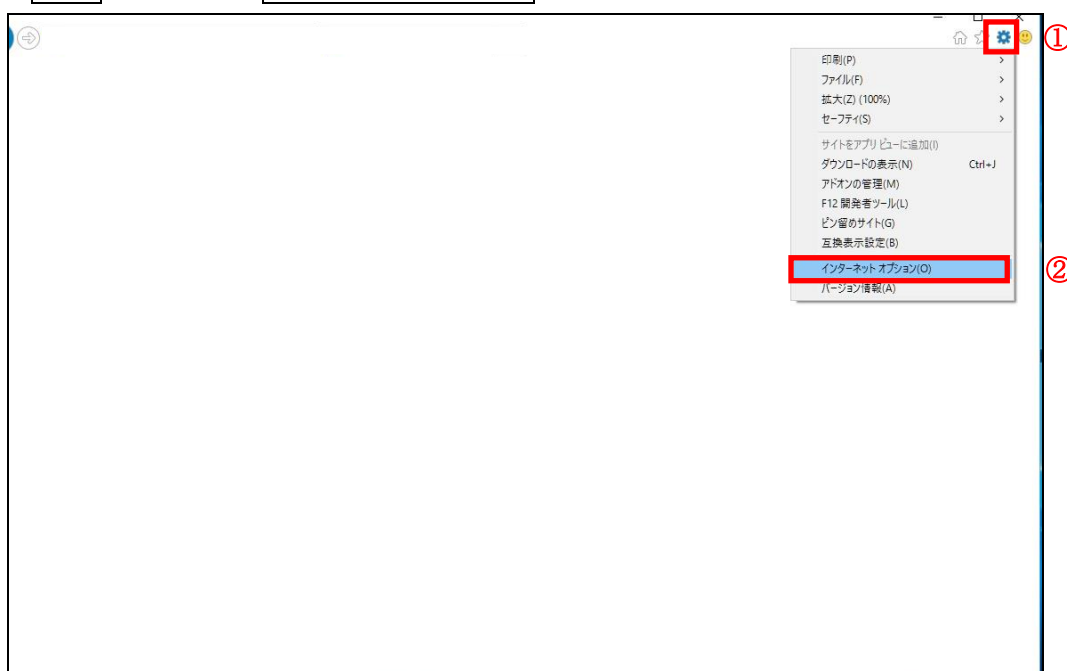 ①
印刷(P)
ファイル(F)
拡大(Z) (100%)
セーフティ(S)
サイトをアプリ ビューに追加(I)
ダウンロードの表示(N) Ctrl+J
アドオンの管理(M)
F12 開発者ツール(L)
ピン留めサイト(G)
互換表示設定(B)
インターネット オプション(O)
②
バージョン情報(A)